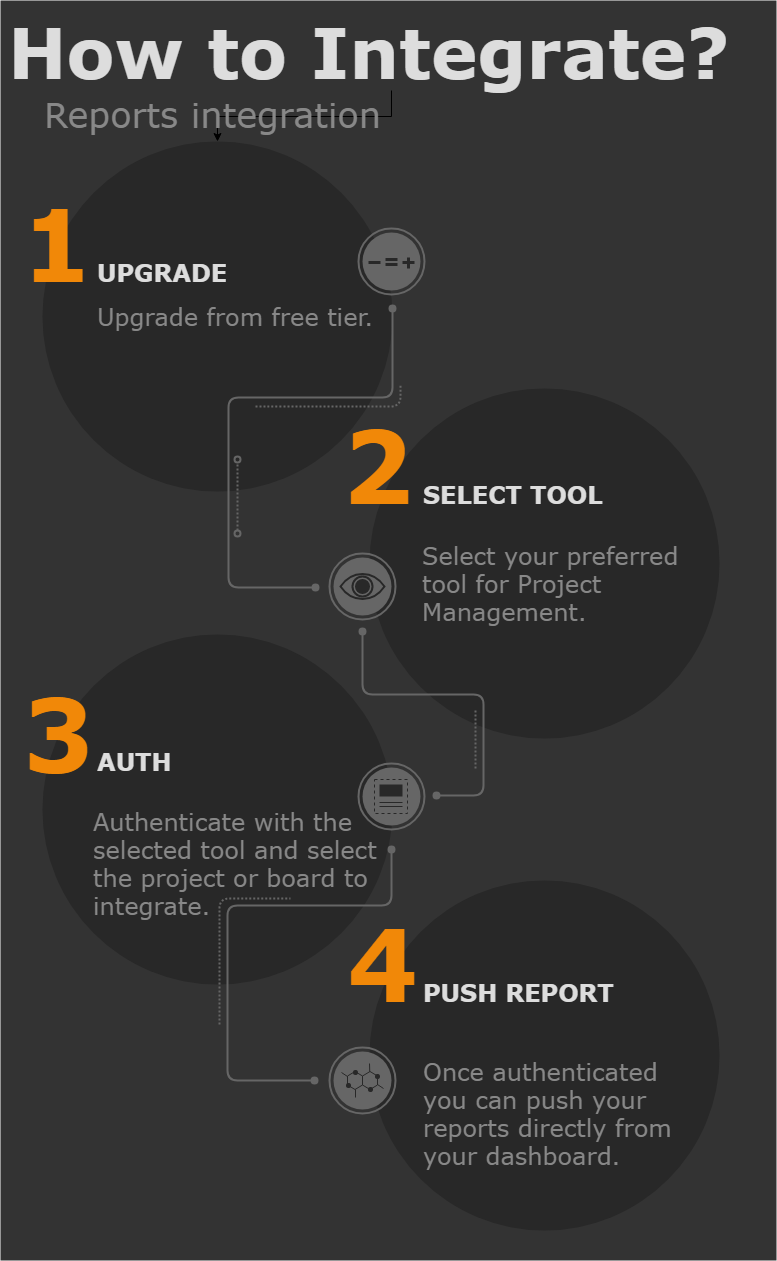 How to Integrate?
Reports integration
1
UPGRADE
Upgrade from free tier.
2
SELECT TOOL
Select your preferred
tool for Project
Management.
3
AUTH
Authenticate with the
selected tool and select
the project or board to
integrate.
4
PUSH REPORT
Once authenticated
you can push your
reports directly from
your dashboard.